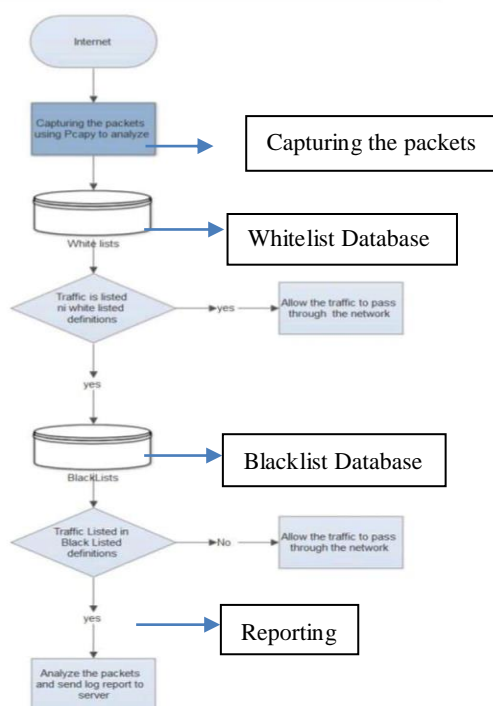 Internet
Capturing the packets
using Pcapy to analyze
Capturing the packets
White lists
Whitelist Database
Traffic is listed
ni white listed
definitions
yes
Allow the traffic to pass
through the network
yes
BlackLists
Blacklist Database
Traffic Listed in
Black Listed
definitions
No
Allow the traffic to pass
through the network
yes
Reporting
Analyze the packets
and send log report to
server